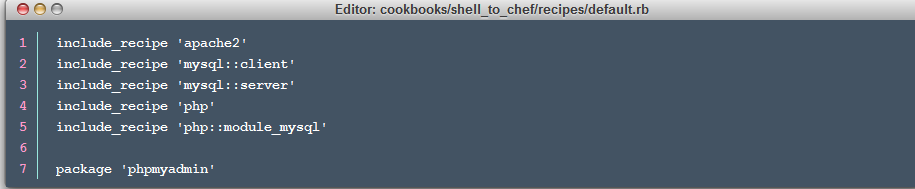 Editor: cookbooks/shell_to_chef/recipes/default.rb
1 include_recipe 'apache2'
2 include_recipe 'mysql::client'
3 include_recipe 'mysql::server'
4 include_recipe 'php'
5 include_recipe 'php::module_mysql'
6
7 package 'phpmyadmin'